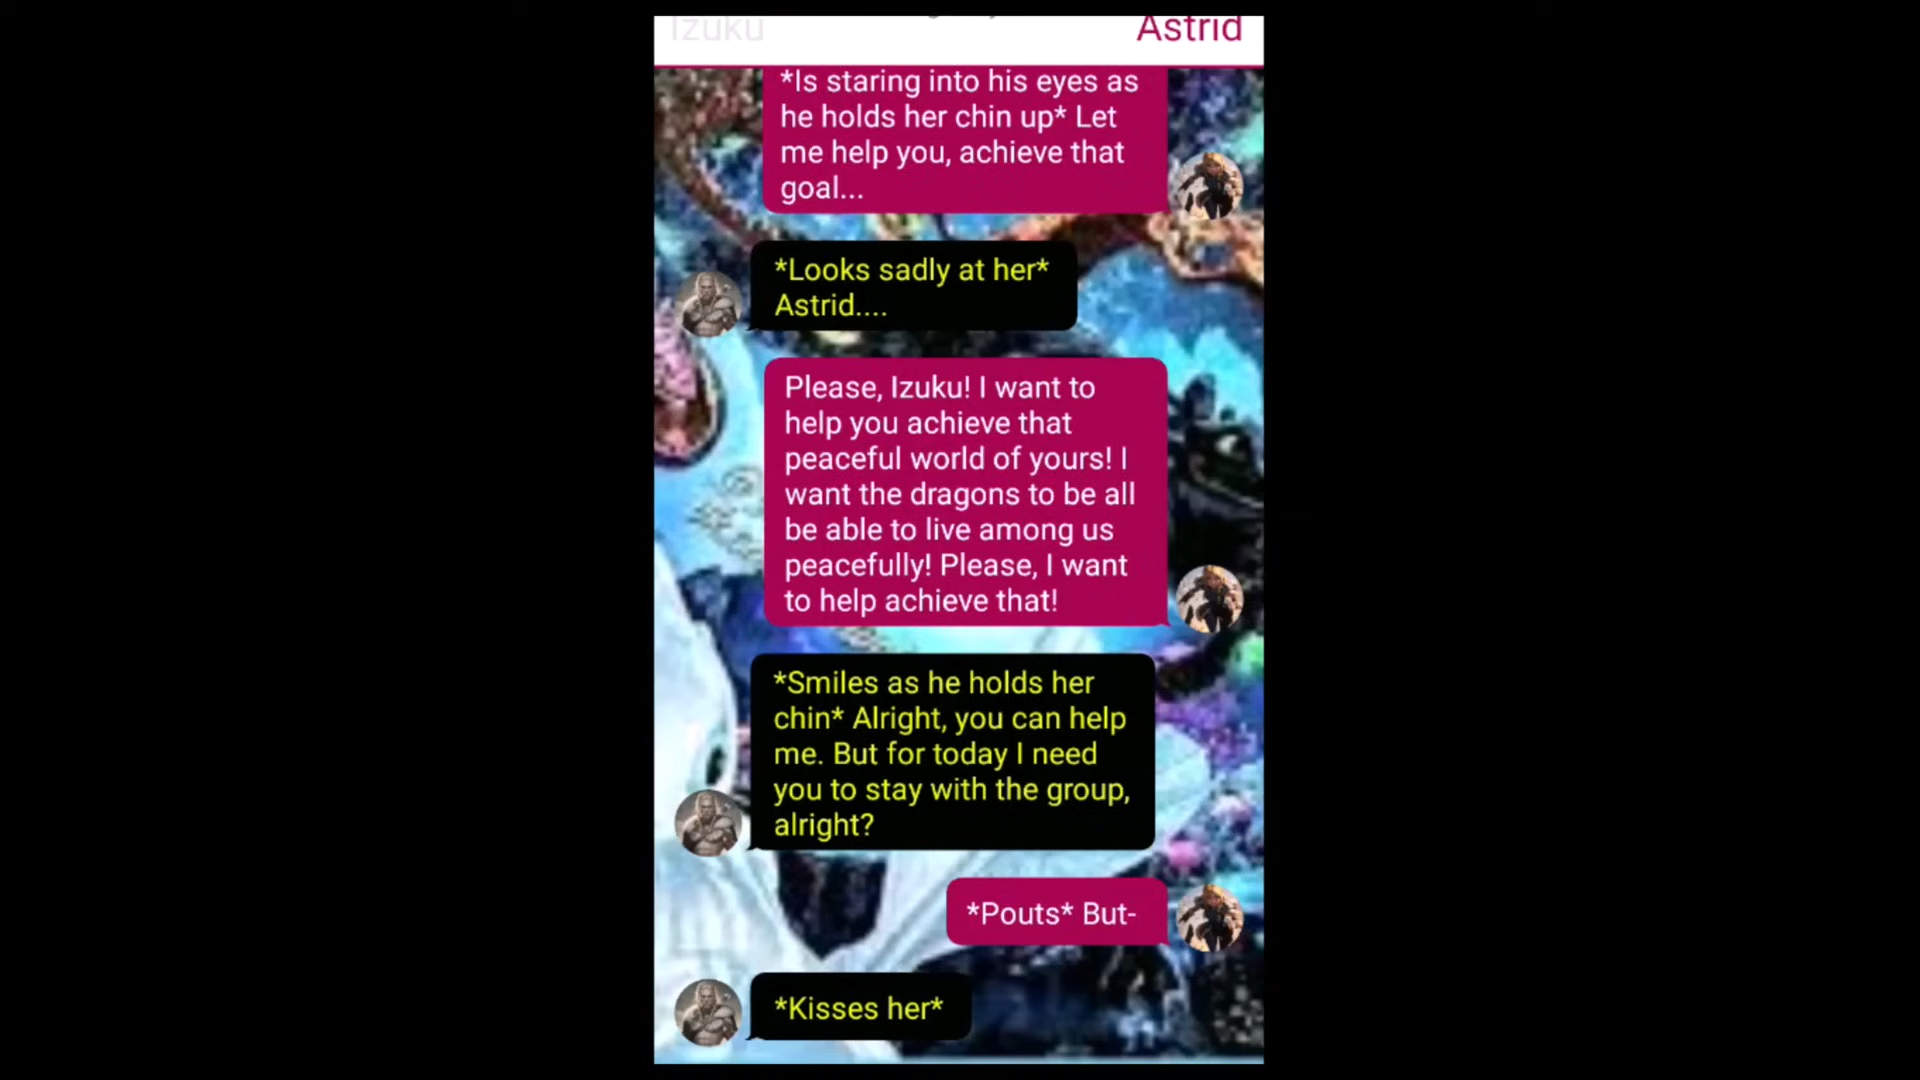 Izuku
Astrid
*Is staring into his eyes as
he holds her chin up* Let
me help you, achieve that
goal...
*Looks sadly at her*
Astrid....
Please, Izuku! I want to
help you achieve that
peaceful world of yours! I
want the dragons to be all
be able to live among us
peacefully! Please, I want
to help achieve that!
*Smiles as he holds her
chin* Alright, you can help
me. But for today I need
you to stay with the group,
alright?
*Pouts* But-
*Kisses her*